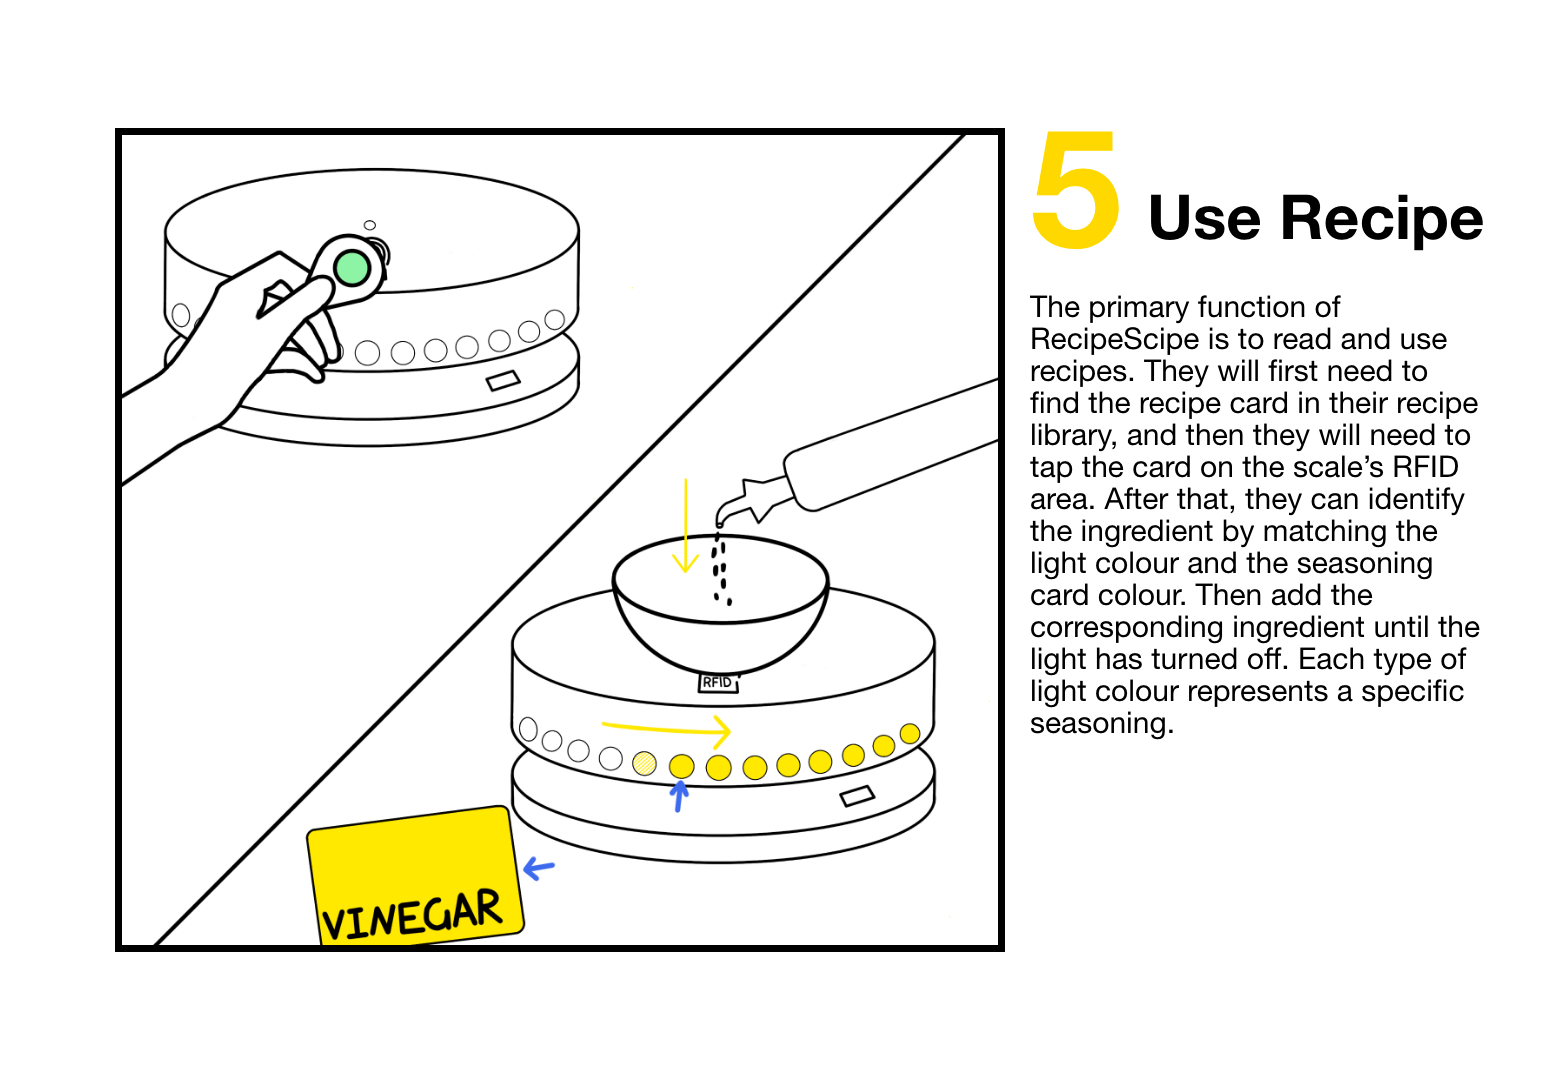 5 Use Recipe
The primary function of
RecipeScipe is to read and use
recipes. They will first need to
find the recipe card in their recipe
library, and then they will need to
tap the card on the scale's RFID
area. After that, they can identify
the ingredient by matching the
light colour and the seasoning
card colour. Then add the
corresponding ingredient until the
light has turned off. Each type of
light colour represents a specific
seasoning.
RFID
VINEGAR